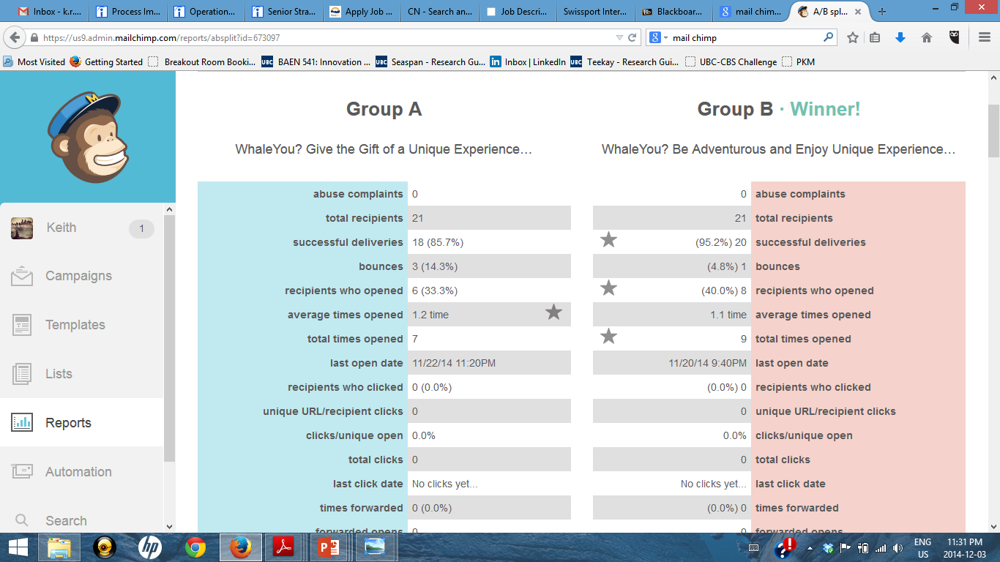 Inbox - k.r....
Process Im...
Operation...
Senior Stra...
Apply Job ...
CN - Search an...
Job Descri...
Swissport Inter...
Blackboar...
mail chim...
A/B spl...
https://us9.admin.mailchimp.com/reports/absplit?id=673097
mail chimp
Most Visited
Getting Started
Breakout Room Booki...
UBC BAEN 541: Innovation ...
UBC Seaspan - Research Gu...
in Inbox | LinkedIn
UBC Teekay - Research Gui...
UBC-CBS Challenge
PKM
Group A
Group B · Winner!
WhaleYou? Give the Gift of a Unique Experience…
WhaleYou? Be Adventurous and Enjoy Unique Experience…
abuse complaints 0 0 abuse complaints
total recipients 21 21 total recipients
successful deliveries 18 (85.7%) (95.2%) 20 successful deliveries
bounces 3 (14.3%) (4.8%) 1 bounces
recipients who opened 6 (33.3%) (40.0%) 8 recipients who opened
average times opened 1.2 time 1.1 time average times opened
total times opened 7 9 total times opened
last open date 11/22/14 11:20PM 11/20/14 9:40PM last open date
recipients who clicked 0 (0.0%) (0.0%) 0 recipients who clicked
unique URL/recipient clicks 0 0 unique URL/recipient clicks
clicks/unique open 0.0% 0.0% clicks/unique open
total clicks 0 0 total clicks
last click date No clicks yet... No clicks yet... last click date
times forwarded 0 (0.0%) (0.0%) 0 times forwarded
forwarded opens 0 0 forwarded opens
Keith 1
Campaigns
Templates
Lists
Reports
Automation
Search
hp
ENG
US
11:31 PM
2014-12-03